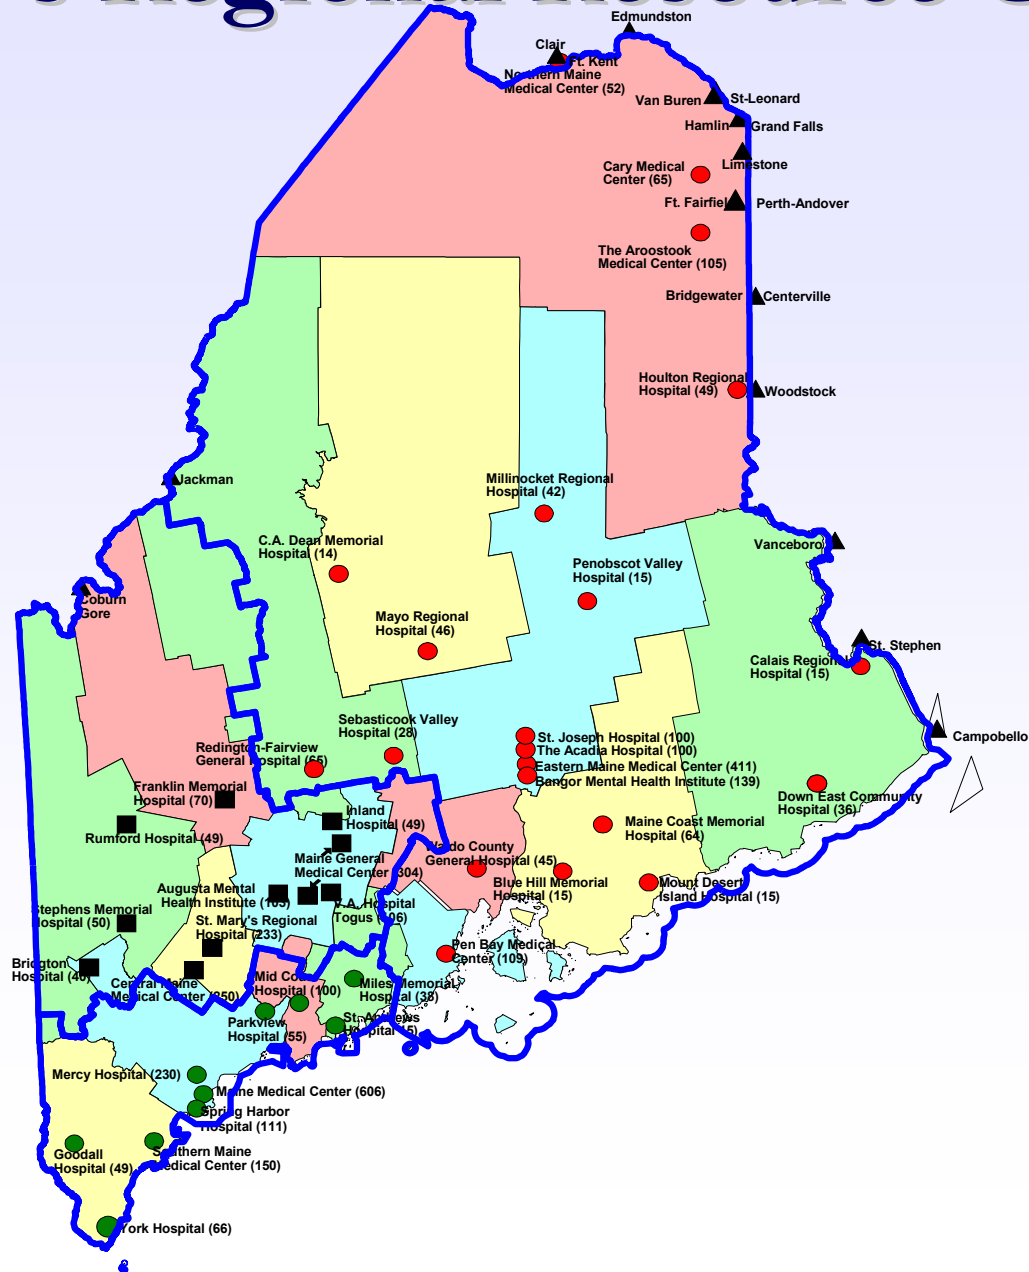 Regional Resource
Edmundston
Clair
Ft. Kent
Northern Maine
Medical Center (52)
Van Buren
St-Leonard
Hamlin
Grand Falls
Limestone
Cary Medical
Center (65)
Ft. Fairfiel
Perth-Andover
The Aroostook
Medical Center (105)
Bridgewater
Centerville
Houlton Regional
Hospital (49)
Woodstock
Jackman
Millinocket Regional
Hospital (42)
C.A. Dean Memorial
Hospital (14)
Vanceboro
Penobscot Valley
Hospital (15)
Coburn
Gore
Mayo Regional
Hospital (46)
St. Stephen
Calais Regional
Hospital (15)
Sebasticook Valley
Hospital (28)
Campobello
Redington-Fairview
General Hospital (65)
St. Joseph Hospital (100)
The Acadia Hospital (100)
Eastern Maine Medical Center (411)
Bangor Mental Health Institute (139)
Franklin Memorial
Hospital (70)
Down East Community
Hospital (36)
Inland
Hospital (49)
Maine Coast Memorial
Hospital (64)
Rumford Hospital (49)
Waldo County
General Hospital (45)
Maine General
Medical Center (304)
Blue Hill Memorial
Hospital (15)
Mount Desert
Island Hospital (15)
Augusta Mental
Health Institute
V.A. Hospital
Togus
Stephens Memorial
Hospital (50)
St. Mary's Regional
Hospital (233)
Pen Bay Medical
Center (109)
Bridgton
Hospital (40)
Central Maine
Medical Center (250)
Mid Coast
Hospital (100)
Miles Memorial
Hospital (38)
Parkview
Hospital (55)
St. Andrews
Hospital
Mercy Hospital (230)
Maine Medical Center (606)
Spring Harbor
Hospital (111)
Goodall
Hospital (49)
Southern Maine
Medical Center (150)
York Hospital (66)